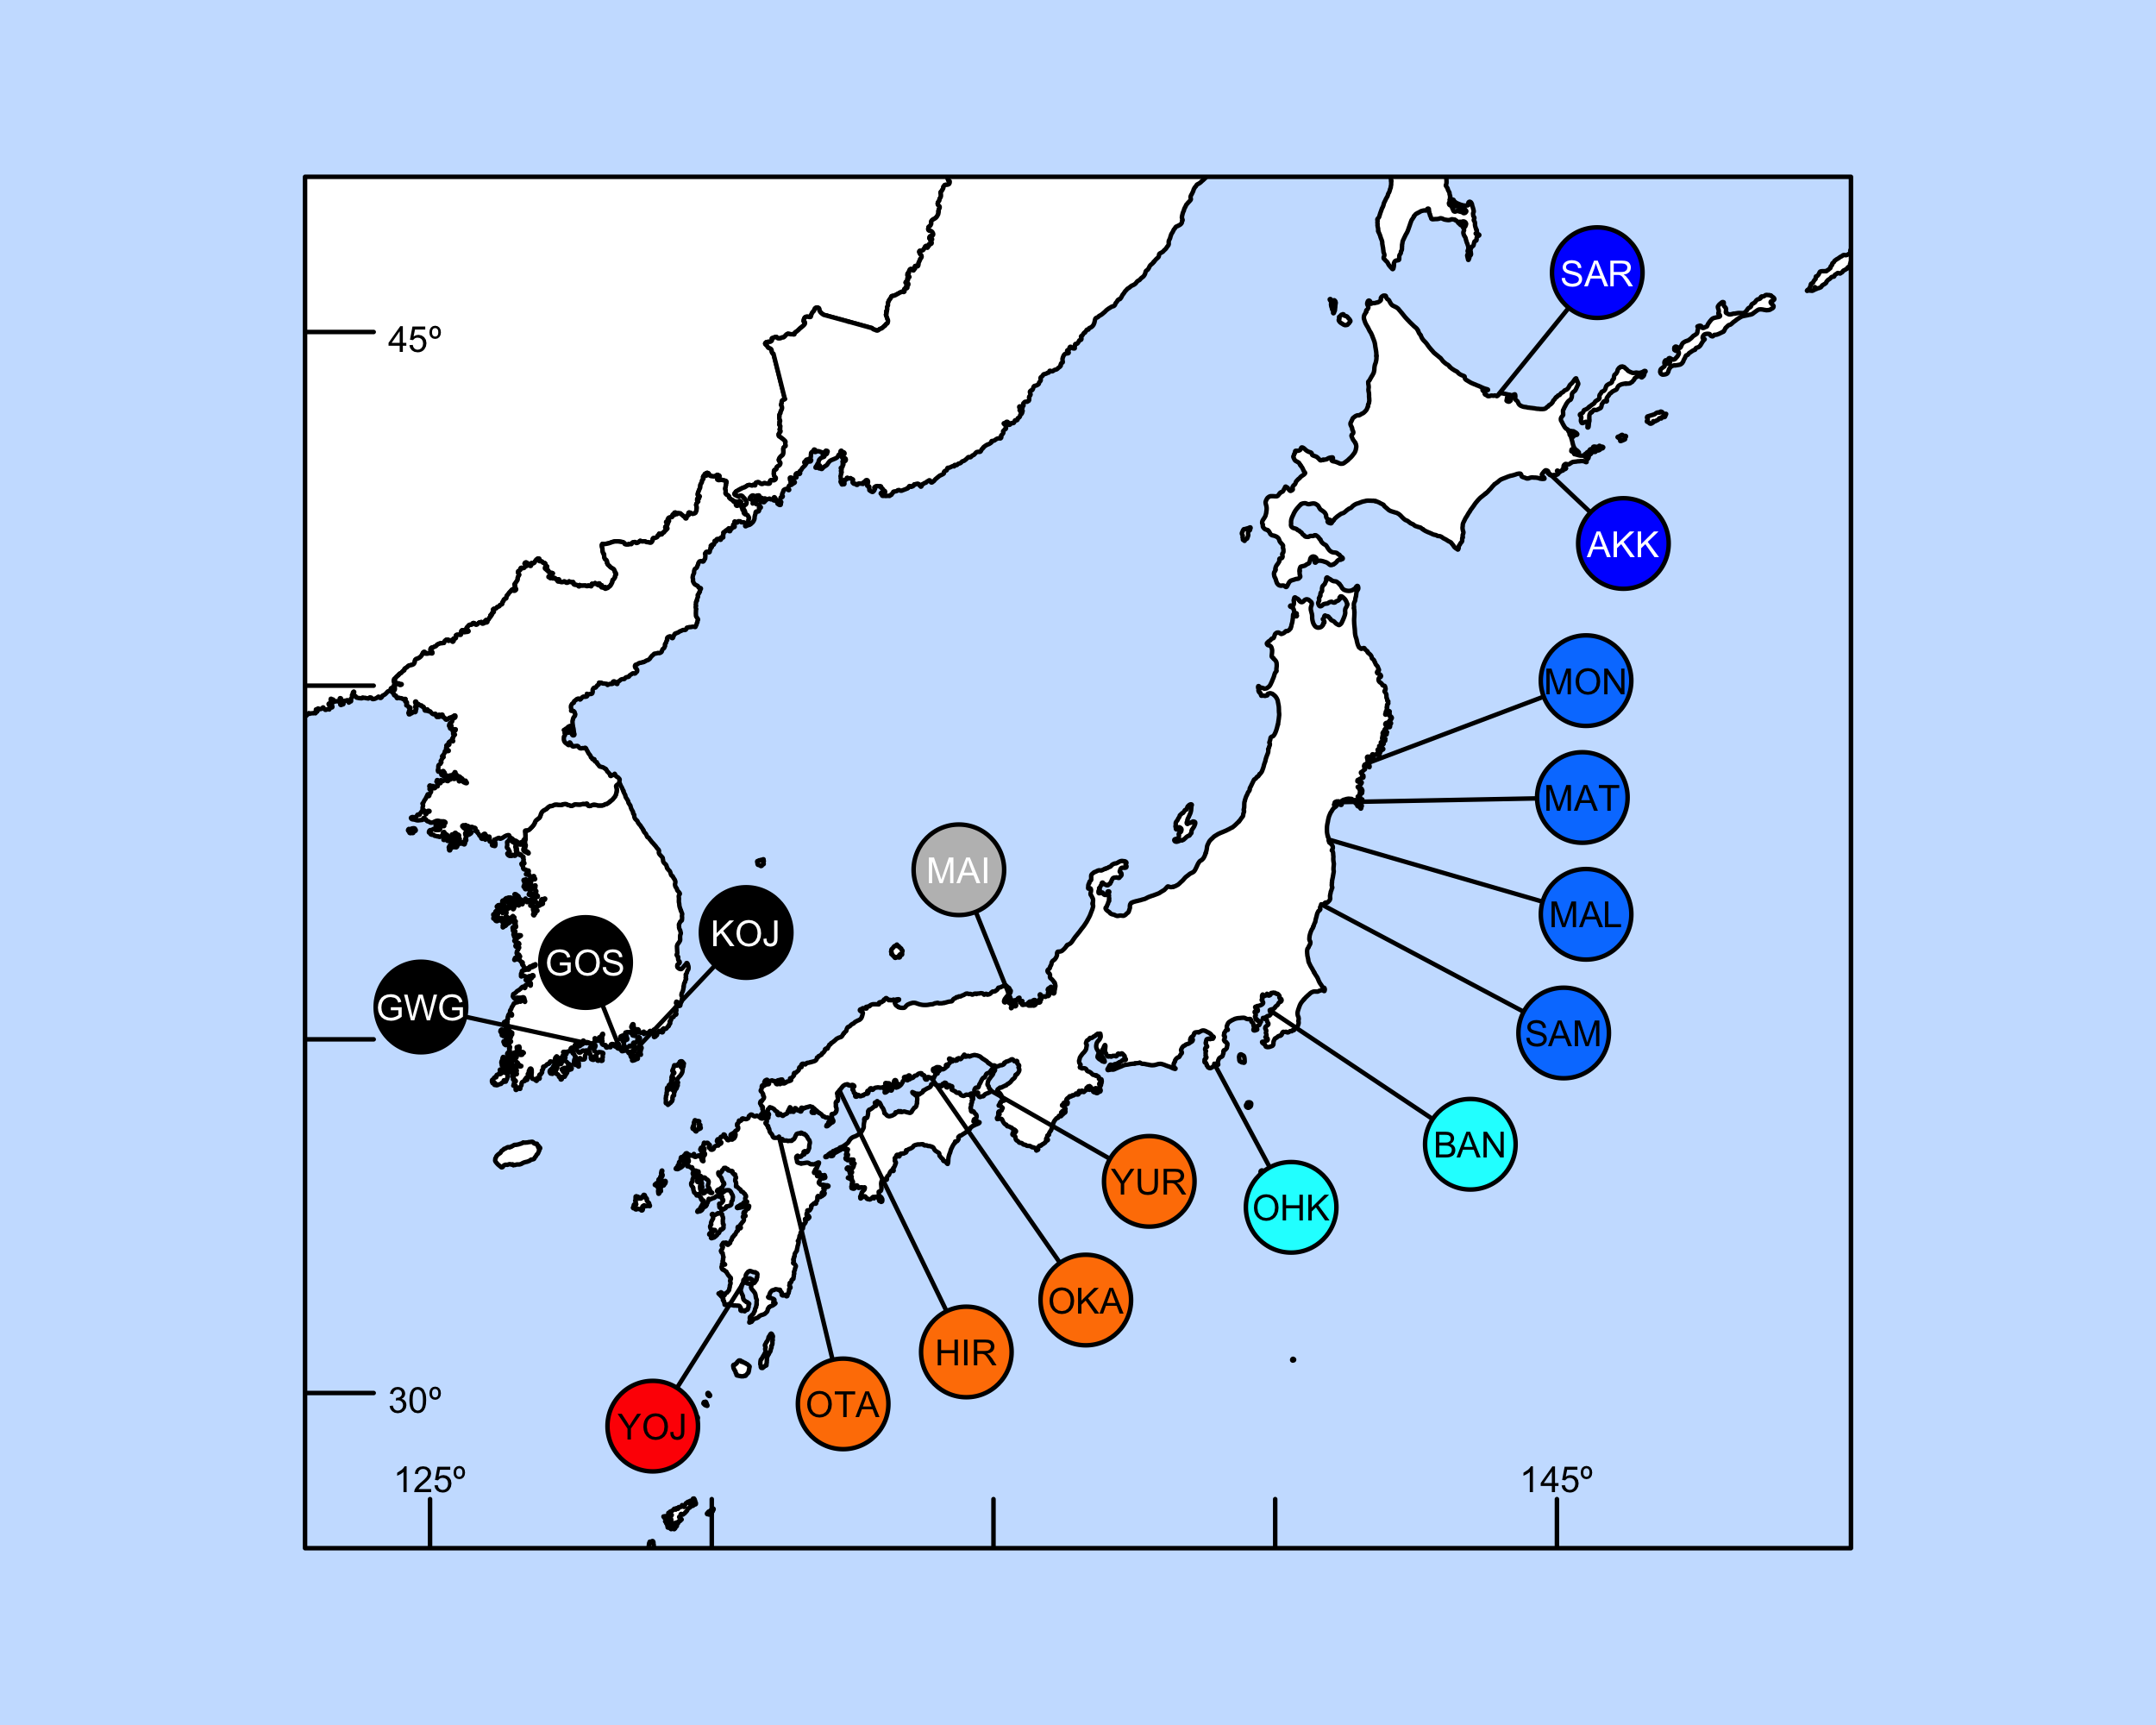 SAR
45º
AKK
MON
MAT
MAI
MAL
KOJ
GOS
GWG
SAM
BAN
YUR
OHK
OKA
HIR
30º
OTA
YOJ
125º
145º